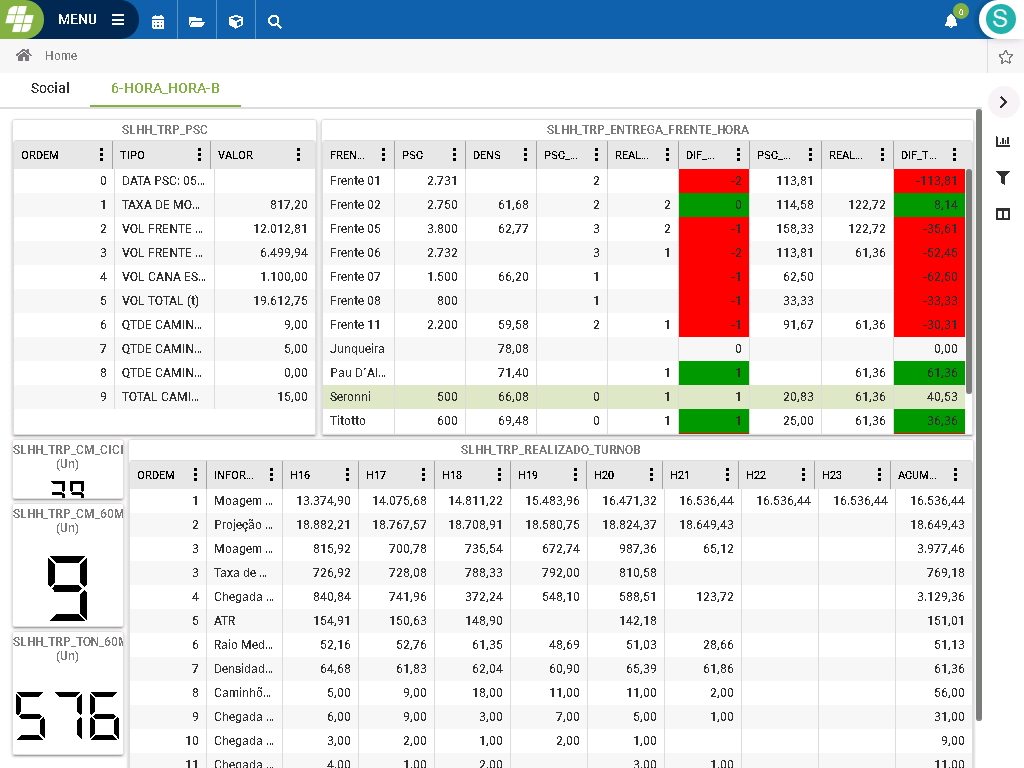 MENU
0
S
Home
Social 6-HORA_HORA-B
SLHH_TRP_PSC
ORDEM TIPO VALOR
0 DATA PSC: 05...
1 TAXA DE MO... 817,20
2 VOL FRENTE ... 12.012,81
3 VOL FRENTE ... 6.499,94
4 VOL CANA ES... 1.100,00
5 VOL TOTAL (t) 19.612,75
6 QTDE CAMIN... 9,00
7 QTDE CAMIN... 5,00
8 QTDE CAMIN... 0,00
9 TOTAL CAMI... 15,00
SLHH_TRP_ENTREGA_FRENTE_HORA
FREN... PSC DENS PSC_... REAL... DIF_... PSC_... REAL... DIF_T...
Frente 01 2.731 2 -2 113,81 -113,81
Frente 02 2.750 61,68 2 2 0 114,58 122,72 8,14
Frente 05 3.800 62,77 3 2 -1 158,33 122,72 -35,61
Frente 06 2.732 3 1 -2 113,81 61,36 -52,45
Frente 07 1.500 66,20 1 -1 62,50 -62,50
Frente 08 800 1 -1 33,33 -33,33
Frente 11 2.200 59,58 2 1 -1 91,67 61,36 -30,31
Junqueira 78,08 0 0,00
Pau D´Al... 71,40 1 1 61,36 61,36
Seronni 500 66,08 0 1 1 20,83 61,36 40,53
Titotto 600 69,48 0 1 1 25,00 61,36 36,36
SLHH_TRP_CM_CICI
(Un)
39
SLHH_TRP_CM_60M
(Un)
9
SLHH_TRP_TON_60M
(Un)
576
SLHH_TRP_REALIZADO_TURNOB
ORDEM INFOR... H16 H17 H18 H19 H20 H21 H22 H23 ACUM...
1 Moagem ... 13.374,90 14.075,68 14.811,22 15.483,96 16.471,32 16.536,44 16.536,44 16.536,44 16.536,44
2 Projeção ... 18.882,21 18.767,57 18.708,91 18.580,75 18.824,37 18.649,43 18.649,43
3 Moagem ... 815,92 700,78 735,54 672,74 987,36 65,12 3.977,46
3 Taxa de ... 726,92 728,08 788,33 792,00 810,58 769,18
4 Chegada ... 840,84 741,96 372,24 548,10 588,51 123,72 3.129,36
5 ATR 154,91 150,63 148,90 142,18 151,01
6 Raio Med... 52,16 52,76 61,35 48,69 51,03 28,66 51,13
7 Densidad... 64,68 61,83 62,04 60,90 65,39 61,86 61,36
8 Caminhõ... 5,00 9,00 18,00 11,00 11,00 2,00 56,00
9 Chegada ... 6,00 9,00 3,00 7,00 5,00 1,00 31,00
10 Chegada ... 3,00 2,00 1,00 2,00 1,00 9,00
11 Chegada ... 4,00 1,00 2,00 3,00 1,00 11,00